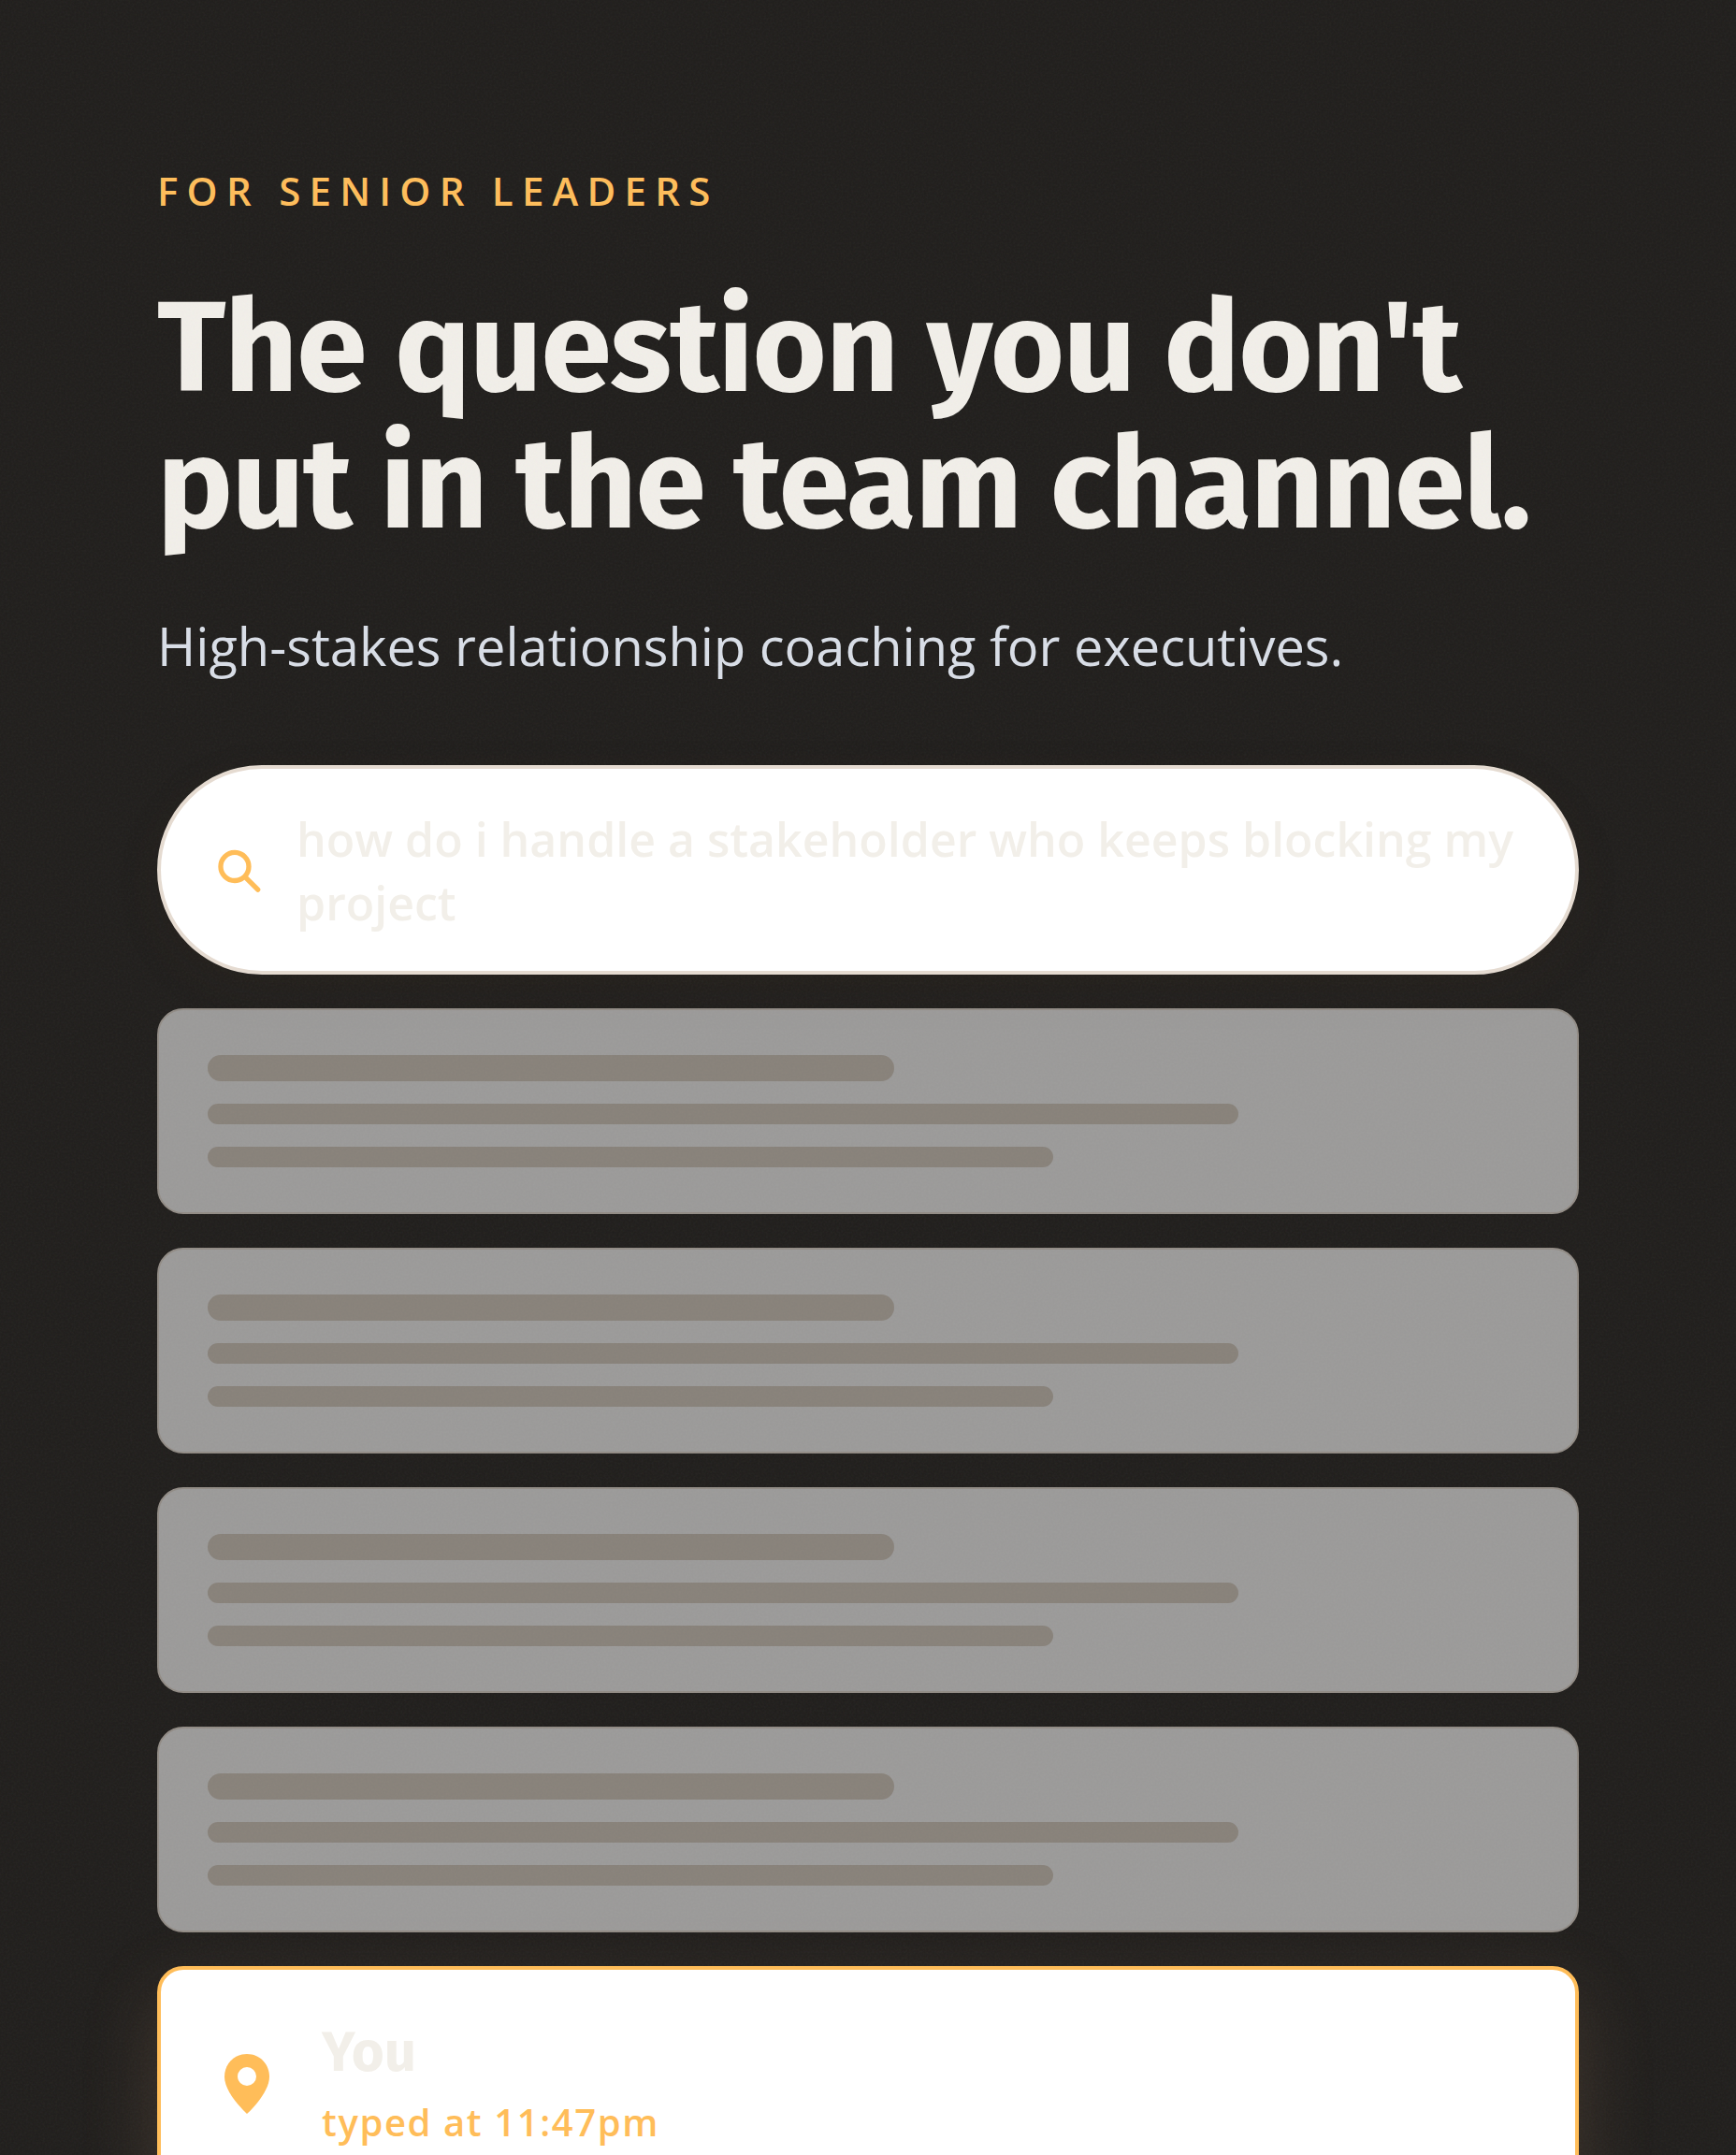 FOR SENIOR LEADERS
The question you don't
put in the team channel.
High-stakes relationship coaching for executives.
how do i handle a stakeholder who keeps blocking my
project
You
typed at 11:47pm